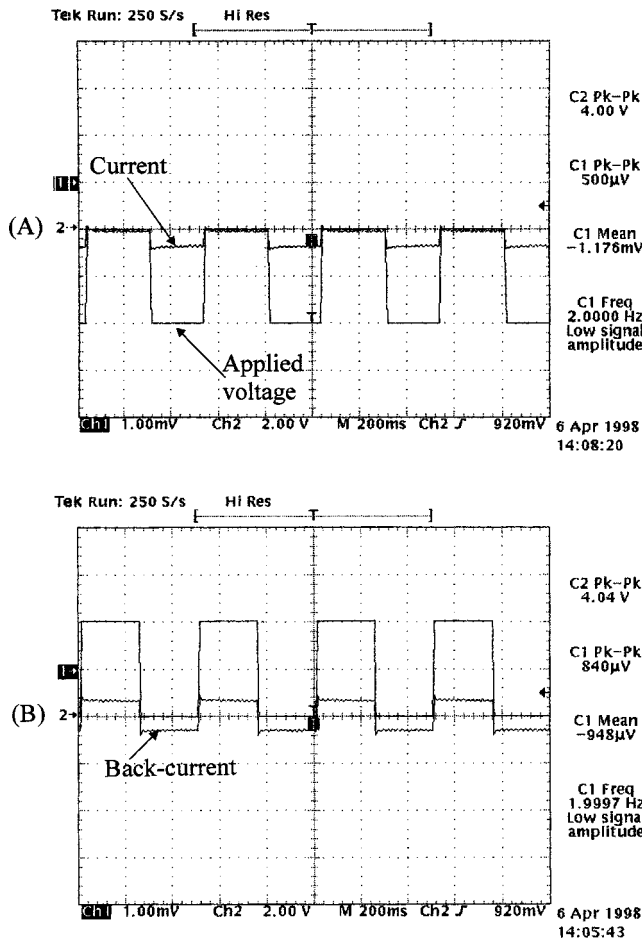 Tek Run: 250 S/s Hi Res
C2 Pk-Pk
4.00 V
C1 Pk-Pk
500µV
C1 Mean
-1.176mV
C1 Freq
2.0000 Hz
Low signal
amplitude
(A)
1
2
Current
Applied
voltage
T
T
Ch1 1.00mV Ch2 2.00 V M 200ms Ch2 920mV
6 Apr 1998
14:08:20
Tek Run: 250 S/s Hi Res
C2 Pk-Pk
4.04 V
C1 Pk-Pk
840µV
C1 Mean
-948µV
C1 Freq
1.9997 Hz
Low signal
amplitude
(B)
1
2
Back-current
T
Ch1 1.00mV Ch2 2.00 V M 200ms Ch2 920mV
6 Apr 1998
14:05:43